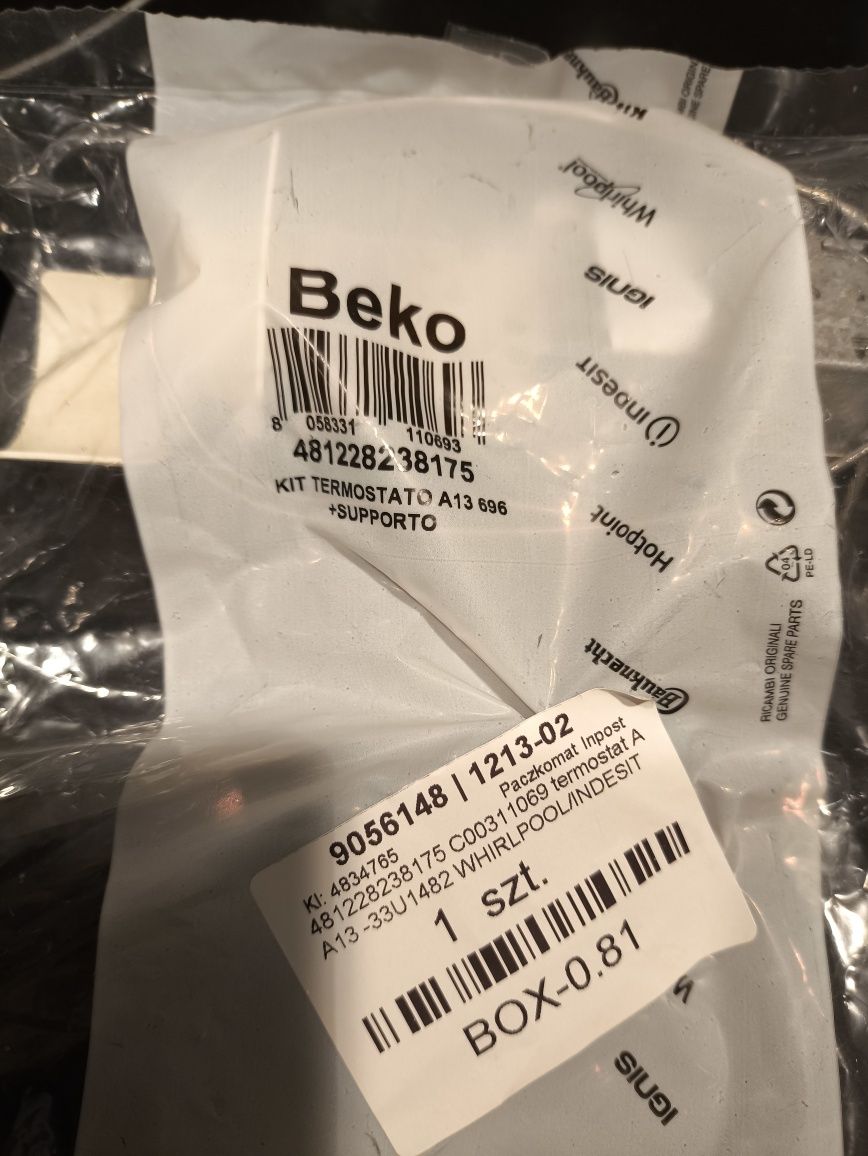 Bauknecht
Whirlpool
IGNIS
Beko
indesit
8 058331 110693
481228238175
KIT TERMOSTATO A13 696
+SUPPORTO
Hotpoint
04
PE-LD
RICAMBI ORIGINALI
GENUINE SPARE PARTS
Bauknecht
9056148 | 1213-02
Paczkomat Inpost
KI: 4834765
481228238175 C00311069 termostat A
A13 -33U1482 WHIRLPOOL/INDESIT
1 szt.
BOX-0.81
IGNIS